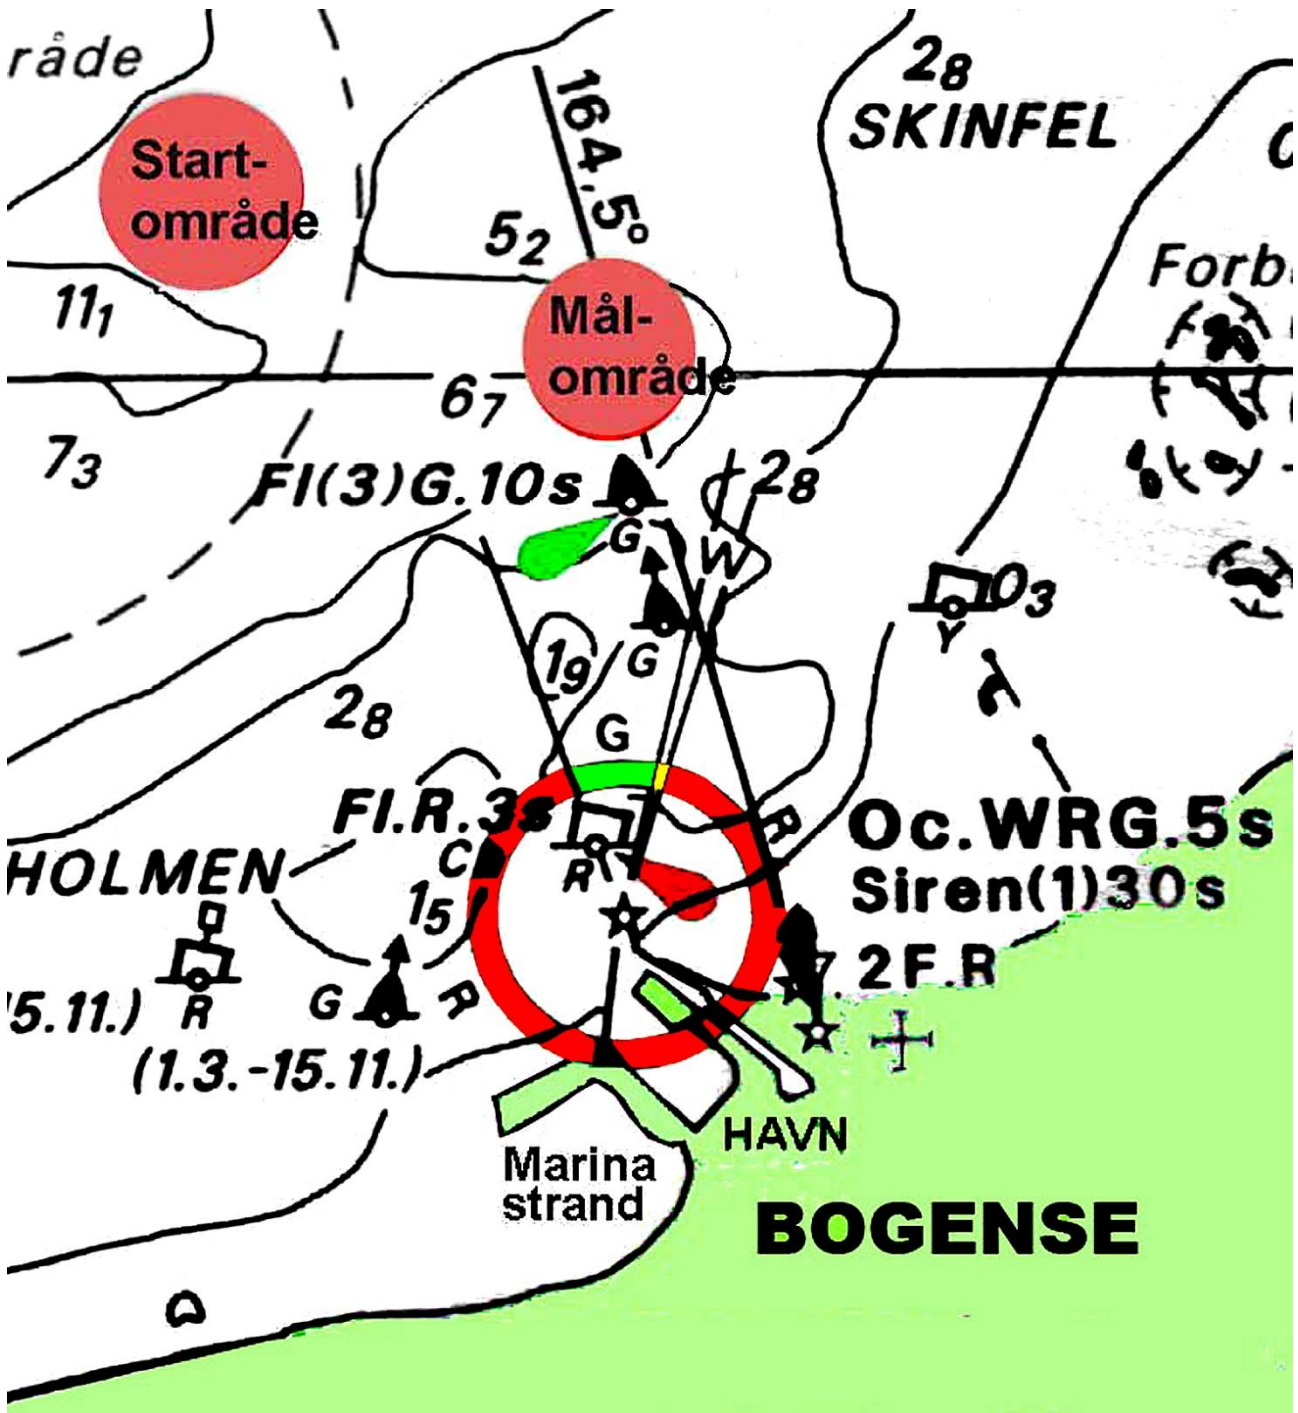 råde
2₈
SKINFEL
164,5°
Start-
område
5₂
Forb
11₁
Mål-
område
6₇
7₃
Fl(3)G.10s
2₈
G
W
0₃
Y
G
1₉
2₈
G
Fl.R.3s
R
Oc.WRG.5s
Siren(1)30s
HOLMEN
C
R
1₅
2F.R
R
5.11.)
R
G
(1.3.-15.11.)
HAVN
Marina
strand
BOGENSE